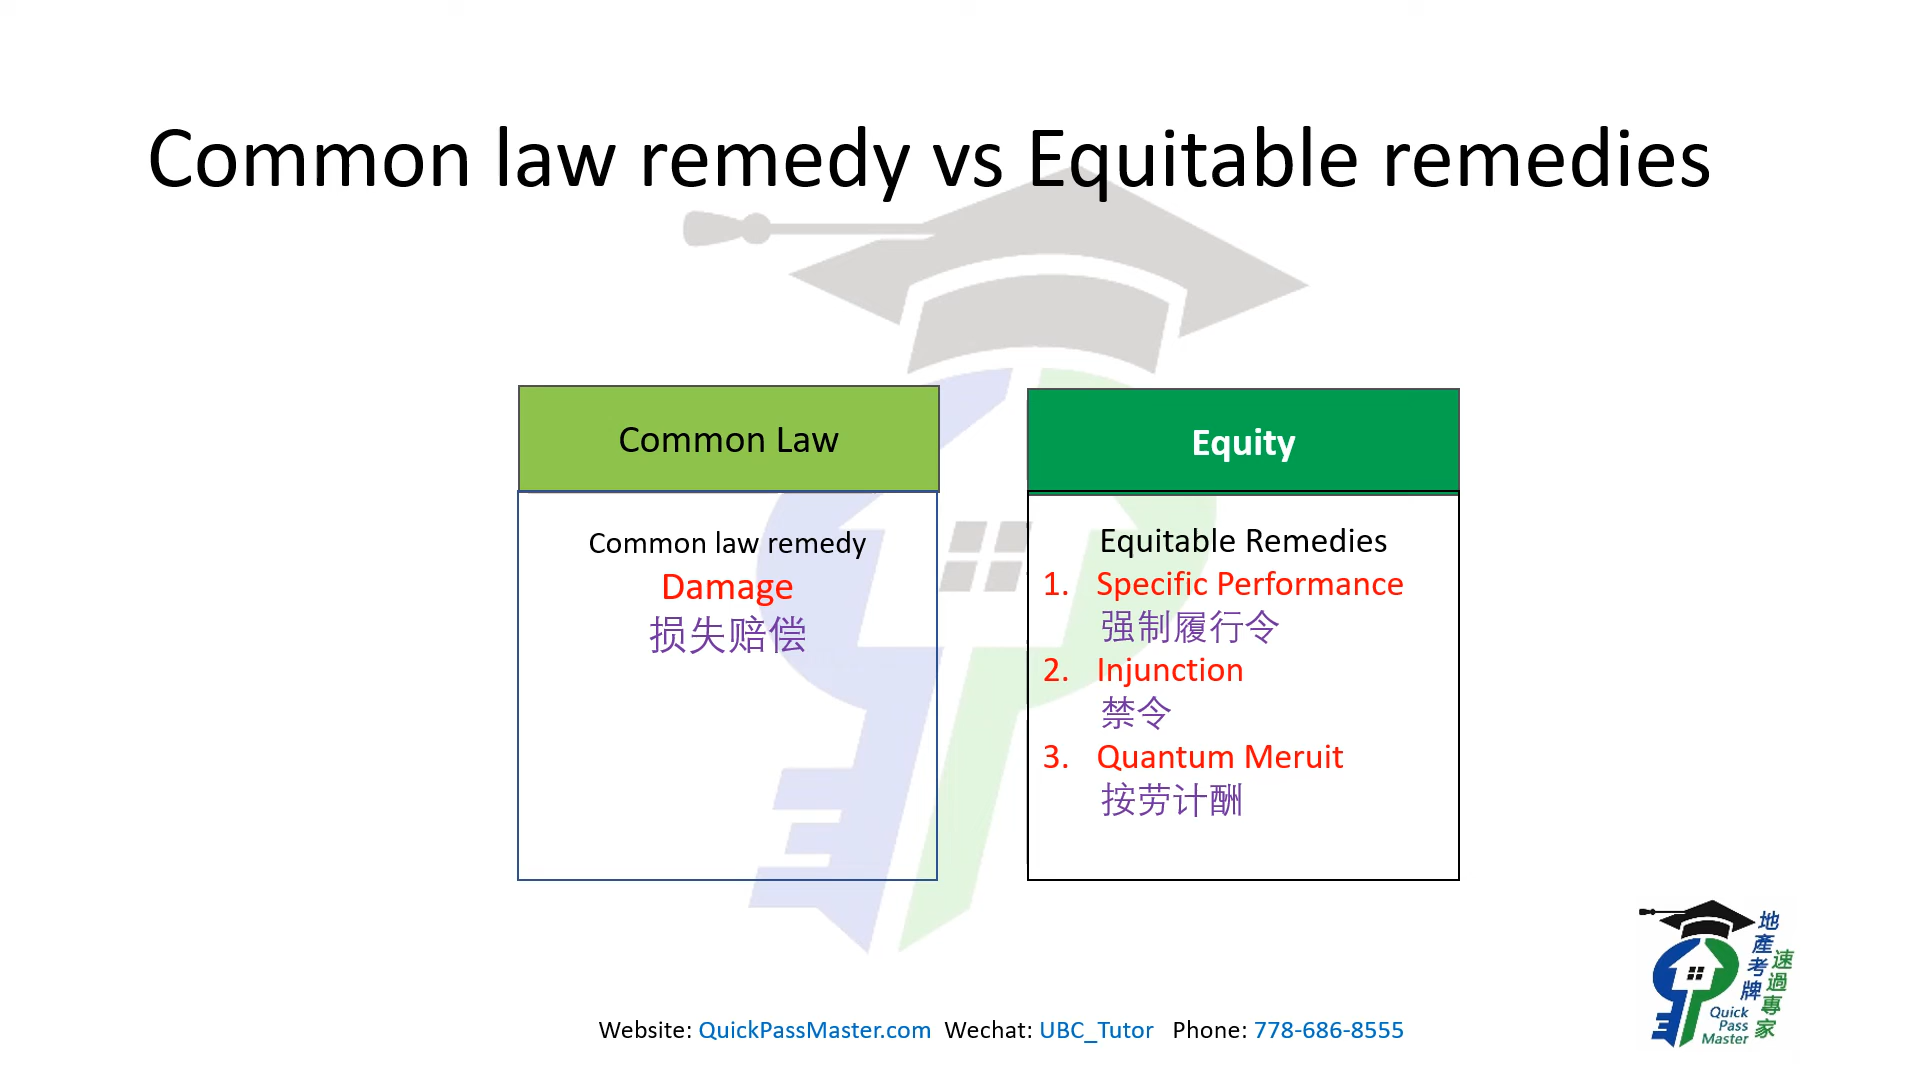 Common law remedy vs Equitable remedies
Common Law
Common law remedy
Damage
损失赔偿
Equity
Equitable Remedies
1. Specific Performance
强制履行令
2. Injunction
禁令
3. Quantum Meruit
按劳计酬
地產考牌
速過專家
Quick
Pass
Master
Website: QuickPassMaster.com Wechat: UBC_Tutor Phone: 778-686-8555